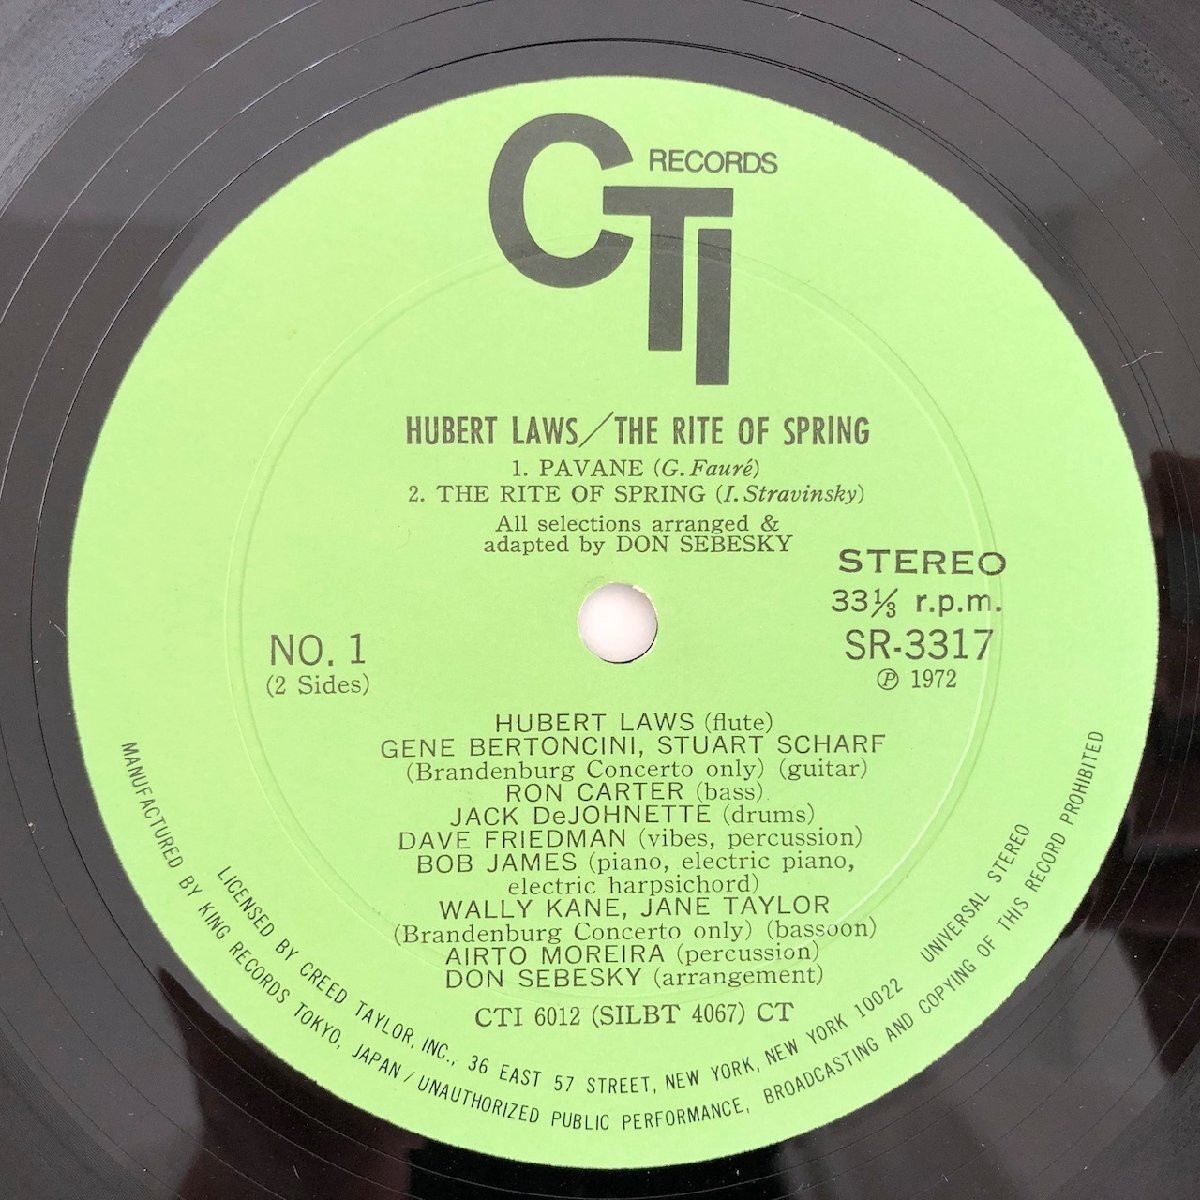 CTI RECORDS
HUBERT LAWS/THE RITE OF SPRING
1. PAVANE (G. Fauré)
2. THE RITE OF SPRING (I. Stravinsky)
All selections arranged &
adapted by DON SEBESKY
STEREO
33⅓ r.p.m.
SR-3317
℗ 1972
NO. 1
(2 Sides)
HUBERT LAWS (flute)
GENE BERTONCINI, STUART SCHARF
(Brandenburg Concerto only) (guitar)
RON CARTER (bass)
JACK DeJOHNETTE (drums)
DAVE FRIEDMAN (vibes, percussion)
BOB JAMES (piano, electric piano,
electric harpsichord)
WALLY KANE, JANE TAYLOR
(Brandenburg Concerto only) (bassoon)
AIRTO MOREIRA (percussion)
DON SEBESKY (arrangement)
CTI 6012 (SILBT 4067) CT
LICENSED BY CREED TAYLOR, INC., 36 EAST 57 STREET, NEW YORK, NEW YORK 10022 UNIVERSAL STEREO
MANUFACTURED BY KING RECORDS TOKYO, JAPAN / UNAUTHORIZED PUBLIC PERFORMANCE, BROADCASTING AND COPYING OF THIS RECORD PROHIBITED